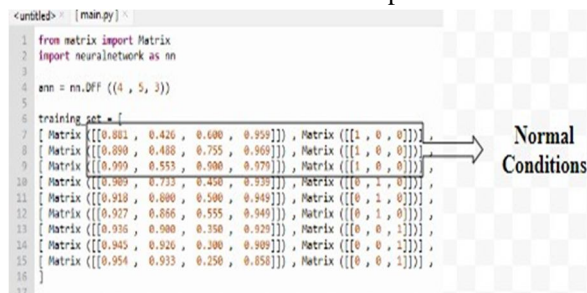 <untitled> × [main.py] ×
1 from matrix import Matrix
2 import neuralnetwork as nn
3
4 ann = nn.DFF ((4 , 5, 3))
5
6 training_set = [
7 [ Matrix ([[0.881 , 0.426 , 0.600 , 0.959]]) , Matrix ([[1 , 0 , 0]])] ,
8 [ Matrix ([[0.890 , 0.488 , 0.755 , 0.969]]) , Matrix ([[1 , 0 , 0]])] ,
9 [ Matrix ([[0.999 , 0.553 , 0.900 , 0.979]]) , Matrix ([[1 , 0 , 0]])] ,
10 [ Matrix ([[0.909 , 0.733 , 0.450 , 0.939]]) , Matrix ([[0 , 1 , 0]])] ,
11 [ Matrix ([[0.918 , 0.800 , 0.500 , 0.949]]) , Matrix ([[0 , 1 , 0]])] ,
12 [ Matrix ([[0.927 , 0.866 , 0.555 , 0.949]]) , Matrix ([[0 , 1 , 0]])] ,
13 [ Matrix ([[0.936 , 0.900 , 0.350 , 0.929]]) , Matrix ([[0 , 0 , 1]])] ,
14 [ Matrix ([[0.945 , 0.926 , 0.300 , 0.909]]) , Matrix ([[0 , 0 , 1]])] ,
15 [ Matrix ([[0.954 , 0.933 , 0.250 , 0.858]]) , Matrix ([[0 , 0 , 1]])] ,
16 ]
17
Normal
Conditions